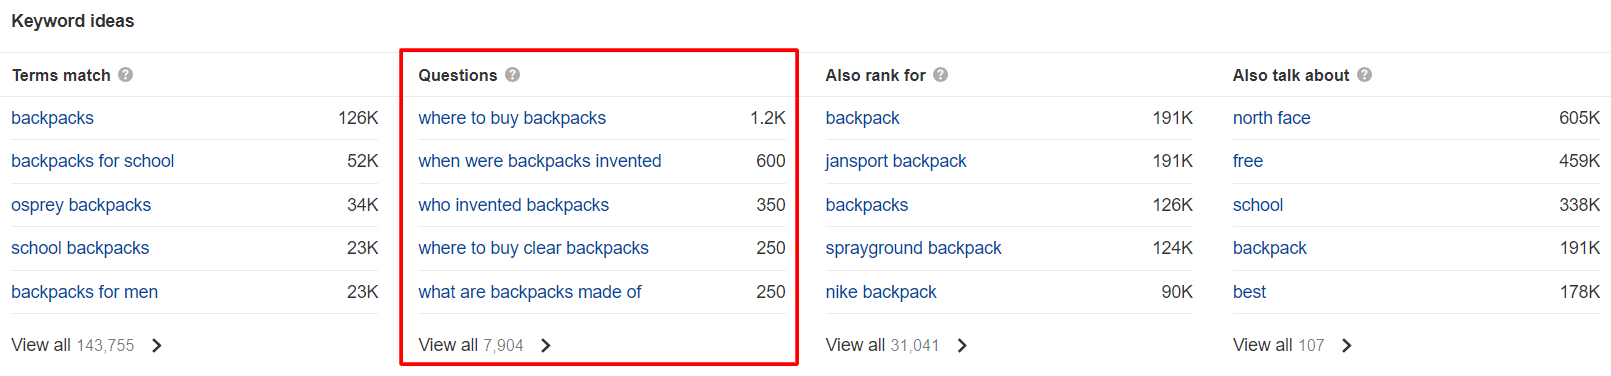 Keyword ideas
Terms match ?
backpacks 126K
backpacks for school 52K
osprey backpacks 34K
school backpacks 23K
backpacks for men 23K
View all 143,755
Questions ?
where to buy backpacks 1.2K
when were backpacks invented 600
who invented backpacks 350
where to buy clear backpacks 250
what are backpacks made of 250
View all 7,904
Also rank for ?
backpack 191K
jansport backpack 191K
backpacks 126K
sprayground backpack 124K
nike backpack 90K
View all 31,041
Also talk about ?
north face 605K
free 459K
school 338K
backpack 191K
best 178K
View all 107